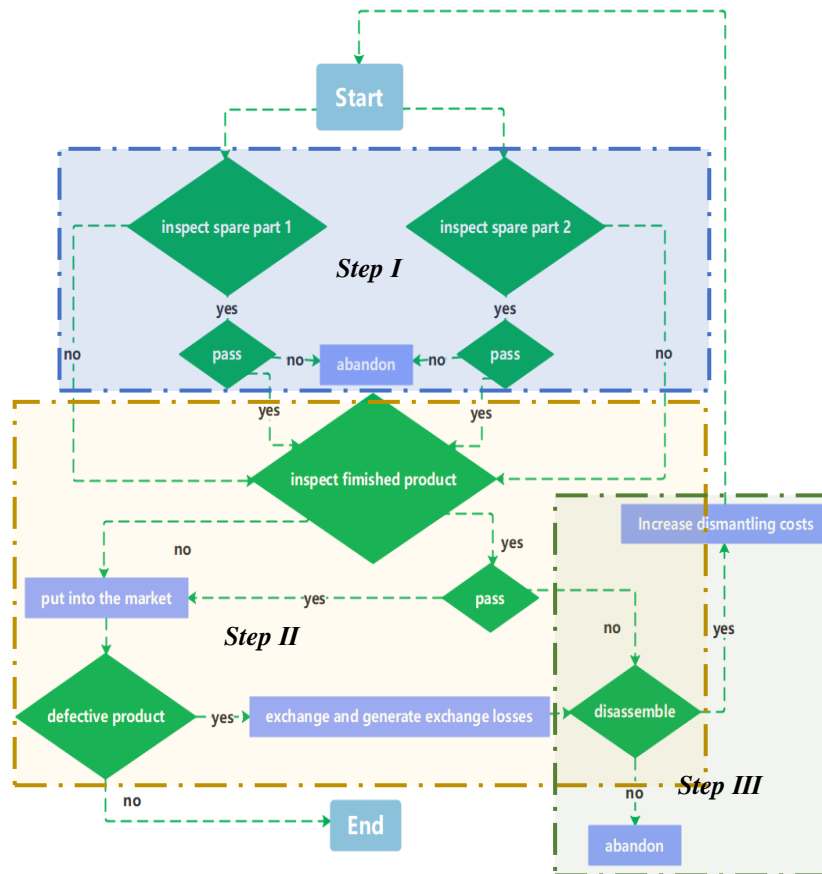 Start
inspect spare part 1
inspect spare part 2
Step I
yes
yes
pass
no
abandon
no
pass
no
no
yes
yes
inspect fimished product
Increase dismantling costs
no
yes
put into the market
yes
pass
no
yes
Step II
defective product
yes
exchange and generate exchange losses
disassemble
Step III
no
no
End
abandon